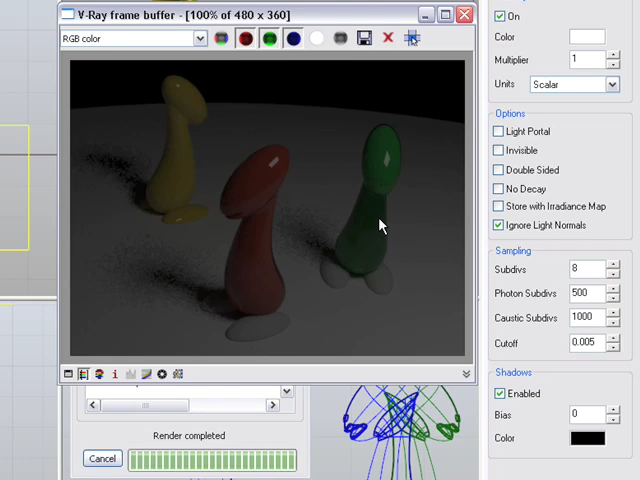 V-Ray frame buffer - [100% of 480 x 360]
RGB color
On
Color
Multiplier 1
Units Scalar
Options
Light Portal
Invisible
Double Sided
No Decay
Store with Irradiance Map
Ignore Light Normals
Sampling
Subdivs 8
Photon Subdivs 500
Caustic Subdivs 1000
Cutoff 0.005
Shadows
Enabled
Bias 0
Color
Render completed
Cancel